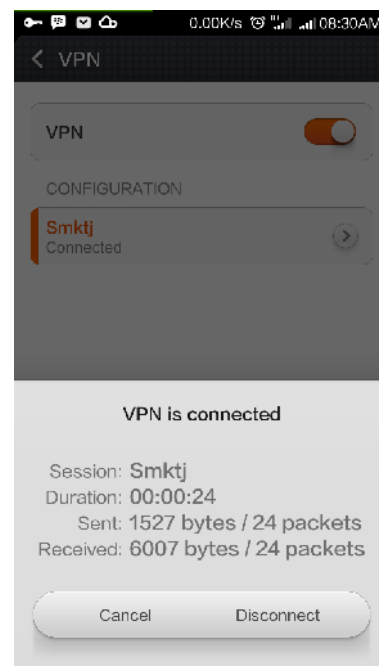 0.00K/s 08:30AM
VPN
VPN
CONFIGURATION
Smktj
Connected
VPN is connected
Session: Smktj
Duration: 00:00:24
Sent: 1527 bytes / 24 packets
Received: 6007 bytes / 24 packets
Cancel Disconnect